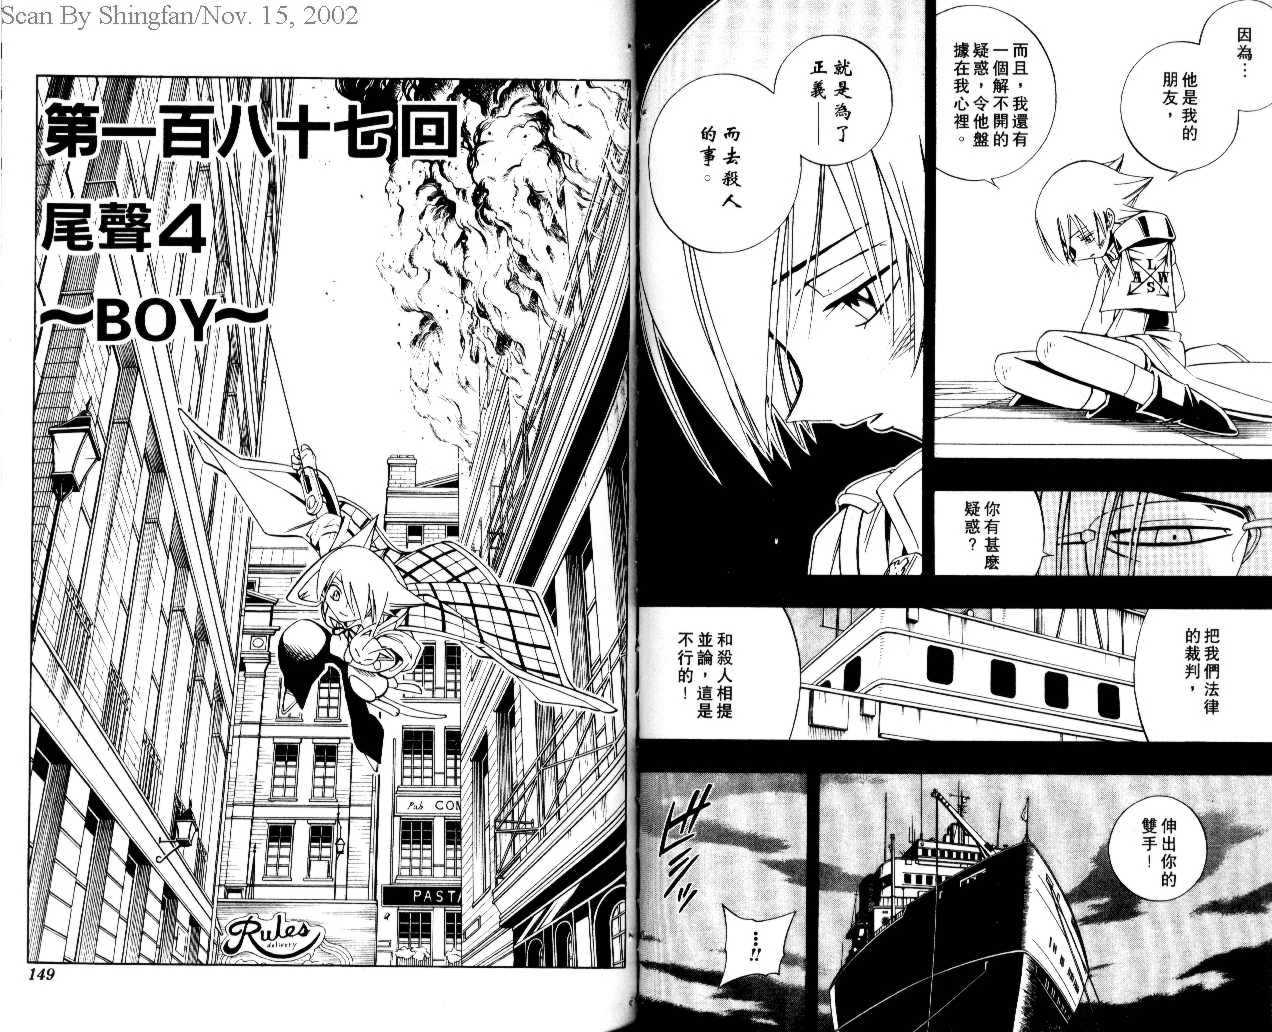 Scan By Shingfan/Nov. 15, 2002
因為…
他是我的
朋友，
而且，我還有
一個解不開的
疑惑，令他盤
據在我心裡。
就是為了
正義——
而去殺人
的事。
A L W S
你有甚麼
疑惑？
把我們法律
的裁判，
和殺人相提
並論，這是
不行的！
伸出你的
雙手！
ドドーン
……!!
第一百八十七回
尾聲4
～BOY～
Pub COM
PASTA
Rules
delivery
149